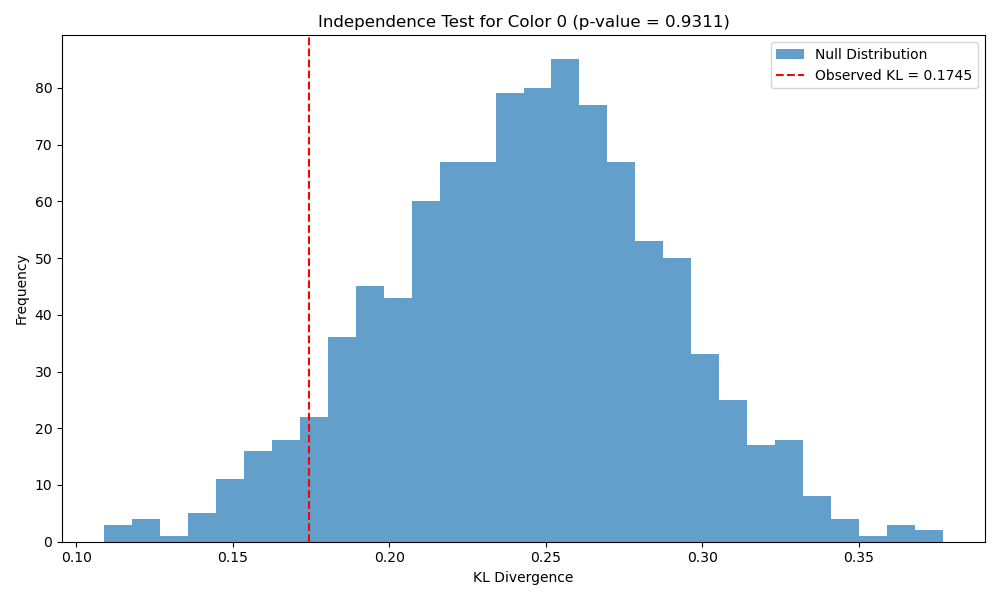 Independence Test for Color 0 (p-value = 0.9311)
Null Distribution
Observed KL = 0.1745
Frequency
80
70
60
50
40
30
20
10
0
0.10 0.15 0.20 0.25 0.30 0.35
KL Divergence